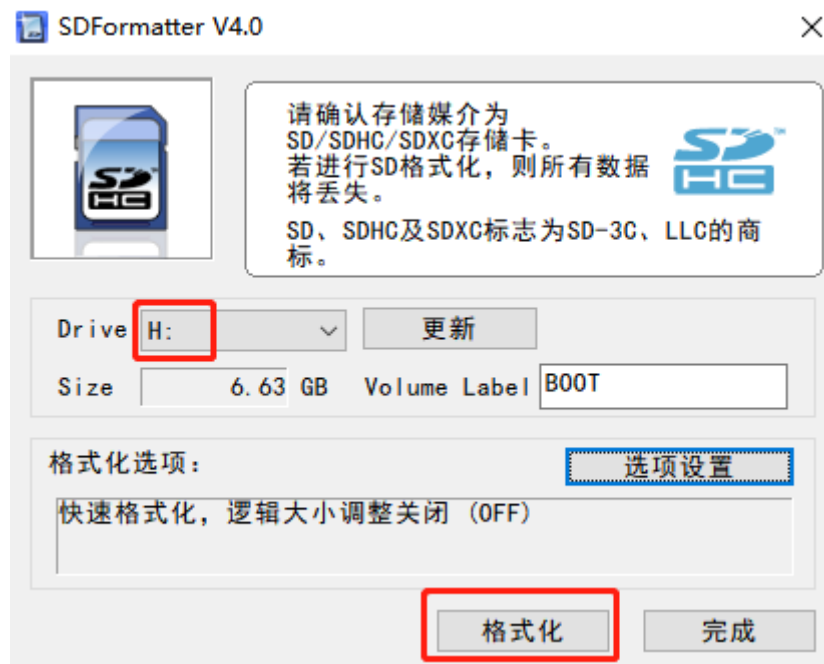 SDFormatter V4.0
请确认存储媒介为
SD/SDHC/SDXC存储卡。
若进行SD格式化，则所有数据
将丢失。
SD、SDHC及SDXC标志为SD-3C、LLC的商
标。
SD
HC
SD
HC
Drive H: 更新
Size 6.63 GB Volume Label BOOT
格式化选项： 选项设置
快速格式化，逻辑大小调整关闭 (OFF)
格式化 完成